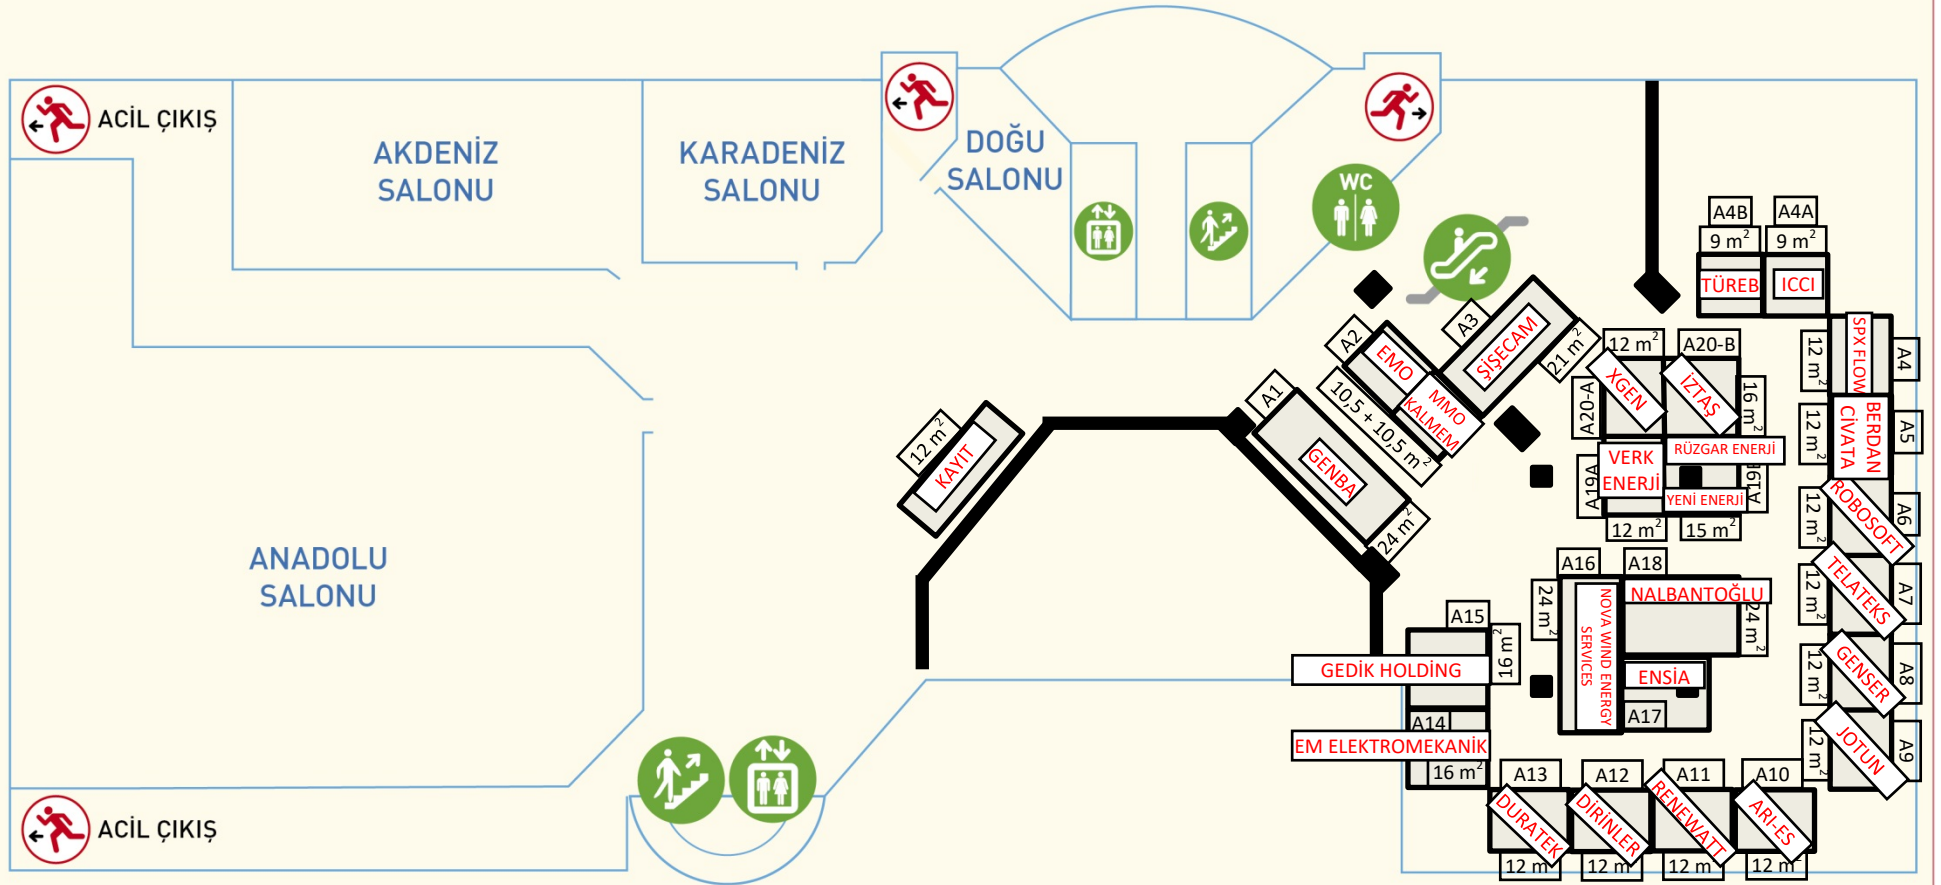 ACİL ÇIKIŞ
AKDENİZ
SALONU
KARADENİZ
SALONU
DOĞU
SALONU
WC
A4B
A4A
9 m²
9 m²
TÜREB
ICCI
A3
ŞİŞECAM
21 m²
A2
EMO
MMO
KALMEM
10,5 + 10,5 m²
A1
GENBA
24 m²
12 m²
KAYIT
12 m²
A20-B
XGEN
İZTAŞ
A20-A
16 m²
VERK
ENERJİ
RÜZGAR ENERJİ
YENİ ENERJİ
A19A
A19B
12 m²
15 m²
12 m²
SPX FLOW
A4
12 m²
BERDAN
CİVATA
A5
12 m²
ROBOSOFT
A6
12 m²
TELATEKS
A7
12 m²
GENSER
A8
12 m²
JOTUN
A9
ANADOLU
SALONU
A16
A18
24 m²
NOVA WIND ENERGY
SERVICES
NALBANTOĞLU
24 m²
ENSİA
A17
A15
16 m²
GEDİK HOLDİNG
A14
EM ELEKTROMEKANİK
16 m²
A13
A12
A11
A10
DURATEK
DİRİNLER
RENEWATT
ARI-ES
12 m²
12 m²
12 m²
12 m²
ACİL ÇIKIŞ